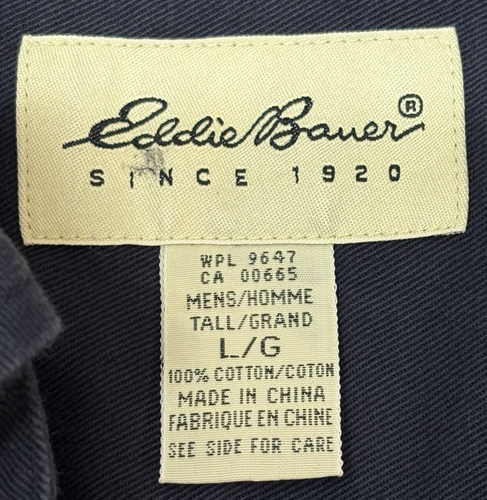 Eddie Bauer®
SINCE 1920
WPL 9647
CA 00665
MENS/HOMME
TALL/GRAND
L/G
100% COTTON/COTON
MADE IN CHINA
FABRIQUE EN CHINE
SEE SIDE FOR CARE